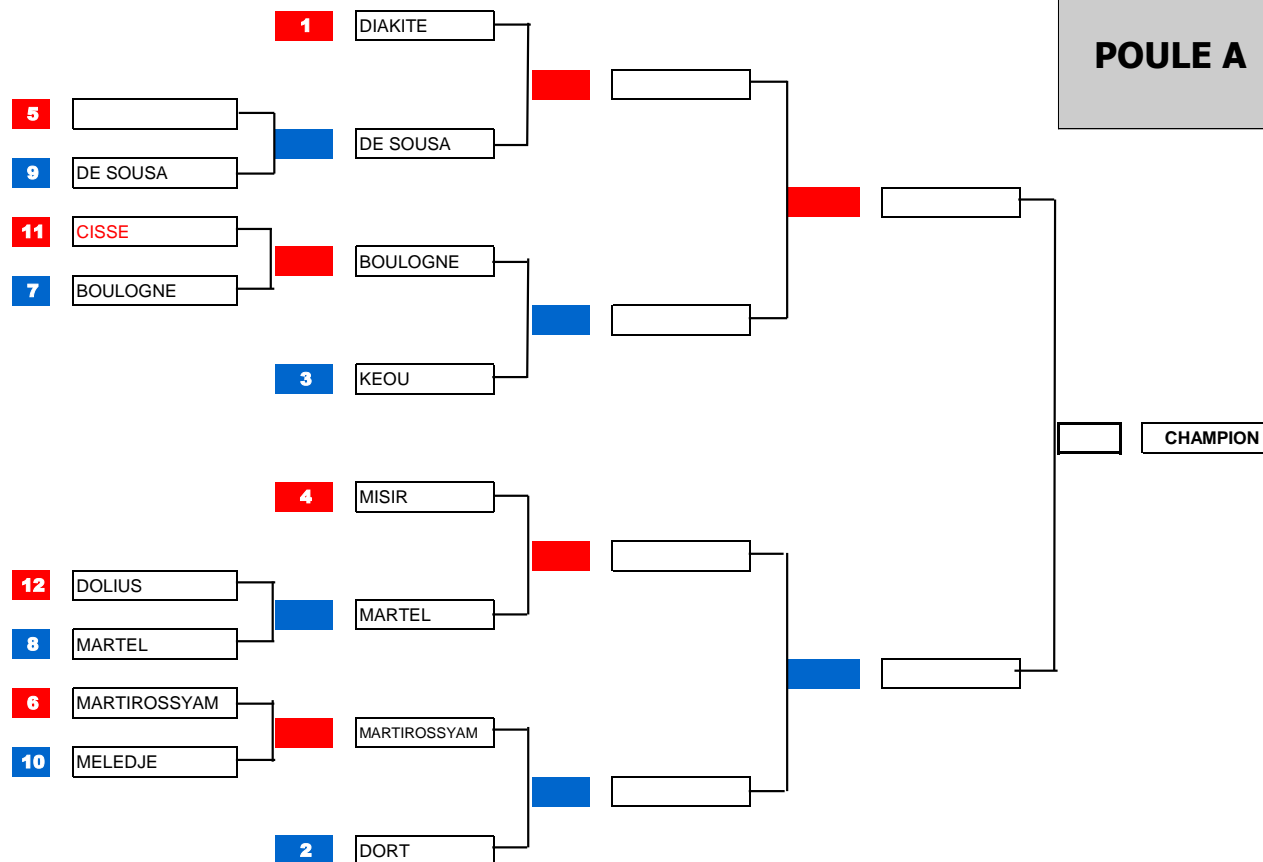 1 DIAKITE
POULE A
5
DE SOUSA
9 DE SOUSA
11 CISSE
BOULOGNE
7 BOULOGNE
3 KEOU
CHAMPION
4 MISIR
12 DOLIUS
MARTEL
8 MARTEL
6 MARTIROSSYAM
MARTIROSSYAM
10 MELEDJE
2 DORT